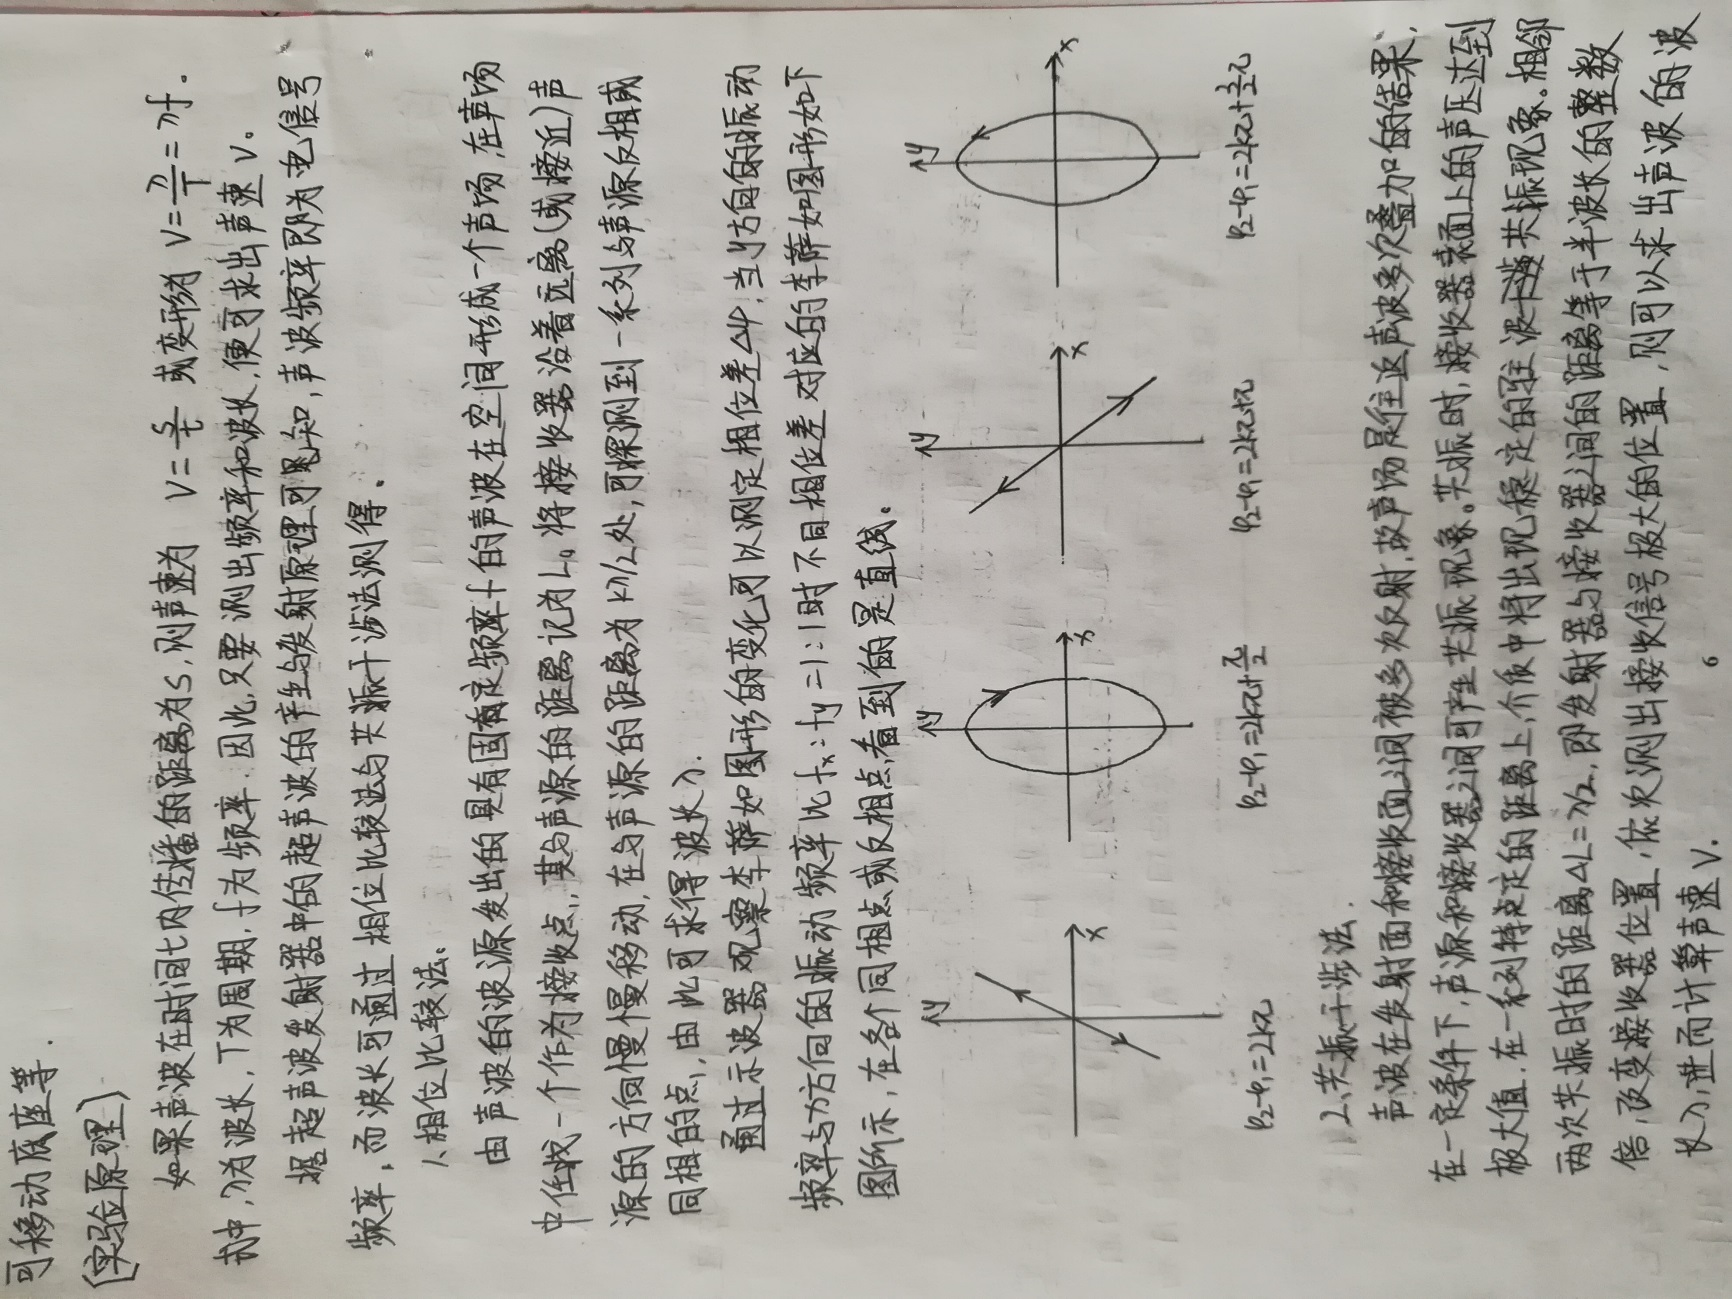 可移动底座等.
[实验原理]
如果声波在时间t内传播的距离为S,则声速为 V=S/t 或变形为 V=λ/T=λf.
式中,λ为波长,T为周期,f为频率.因此,只要测出频率和波长,便可求出声速V。
据超声波发射器中的超声波的产生与发射原理可知,声波频率即为电信号
频率,而波长可通过相位比较法与共振干涉法测得.
1、相位比较法。
由声波的波源发出的具有固有频率f的声波在空间形成一个声场,在声场
中任找一个作为接收点,其与声源的距离记为L。将接收器沿着远离(或接近)声
源的方向慢慢移动,在与声源的距离为kλ/2处,可探测到一系列与声源反相或
同相的点,由此可求得波长λ.
通过示波器观察李萨如图形的变化可以测定相位差Δφ,当y方向的振动
频率与方向的振动频率比fx:fy=1:1时不同相位差对应的李萨如图形如下
图所示,在各个同相点或反相点,看到的是直线。
y y y y
x x x x
φ2-φ1=2kπ φ2-φ1=2kπ+π/2 φ2-φ1=2kπ+π φ2-φ1=2kπ+3/2π
2、共振干涉法.
声波在发射面和接收面之间被多次反射,故声场是往返声波多次叠加的结果,
在一定条件下,声源和接收器之间可产生共振现象。共振时,接收器表面上的声压达到
极大值.在一系列特定的距离上,介质中将出现稳定的驻波共振现象。相邻
两次共振时的距离ΔL=λ/2,即发射器与接收器之间的距离等于半波长的整数
倍,改变接收器位置,依次测出接收信号极大的位置,则可以求出声波的波
长λ,进而计算声速V.
6